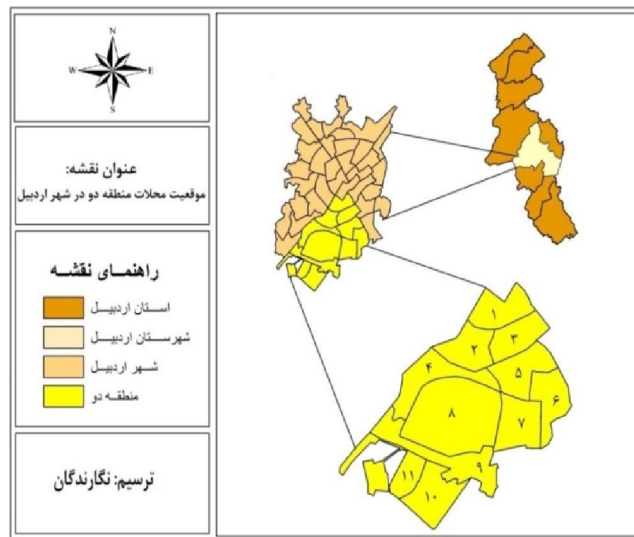 N
W E
S
عنوان نقشه:
موقعیت محلات منطقه دو در شهر اردبیل
راهنمای نقشه
استان اردبیل
شهرستان اردبیل
شهر اردبیل
منطقه دو
ترسیم: نگارندگان
۱
۲
۳
۴
۵
۶
۷
۸
۹
۱۰
۱۱